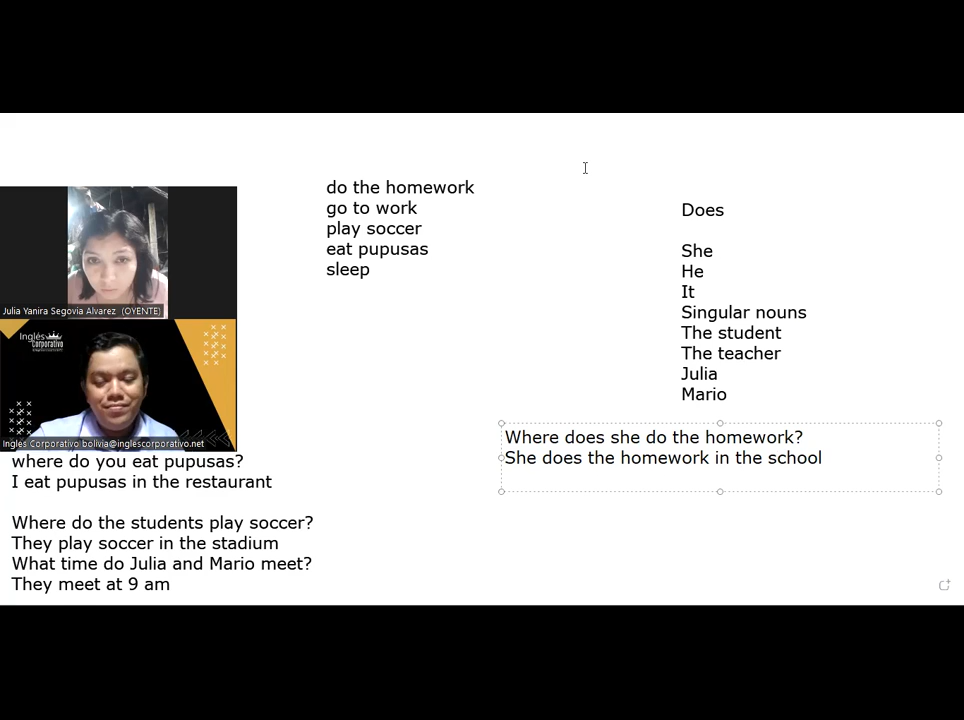 do the homework
go to work
play soccer
eat pupusas
sleep
Does
She
He
It
Singular nouns
The student
The teacher
Julia
Mario
Julia Yanira Segovia Alvarez (OYENTE)
Inglés
Corporativo
Inglés Corporativo bolivia@inglescorporativo.net
where do you eat pupusas?
I eat pupusas in the restaurant
Where do the students play soccer?
They play soccer in the stadium
What time do Julia and Mario meet?
They meet at 9 am
Where does she do the homework?
She does the homework in the school